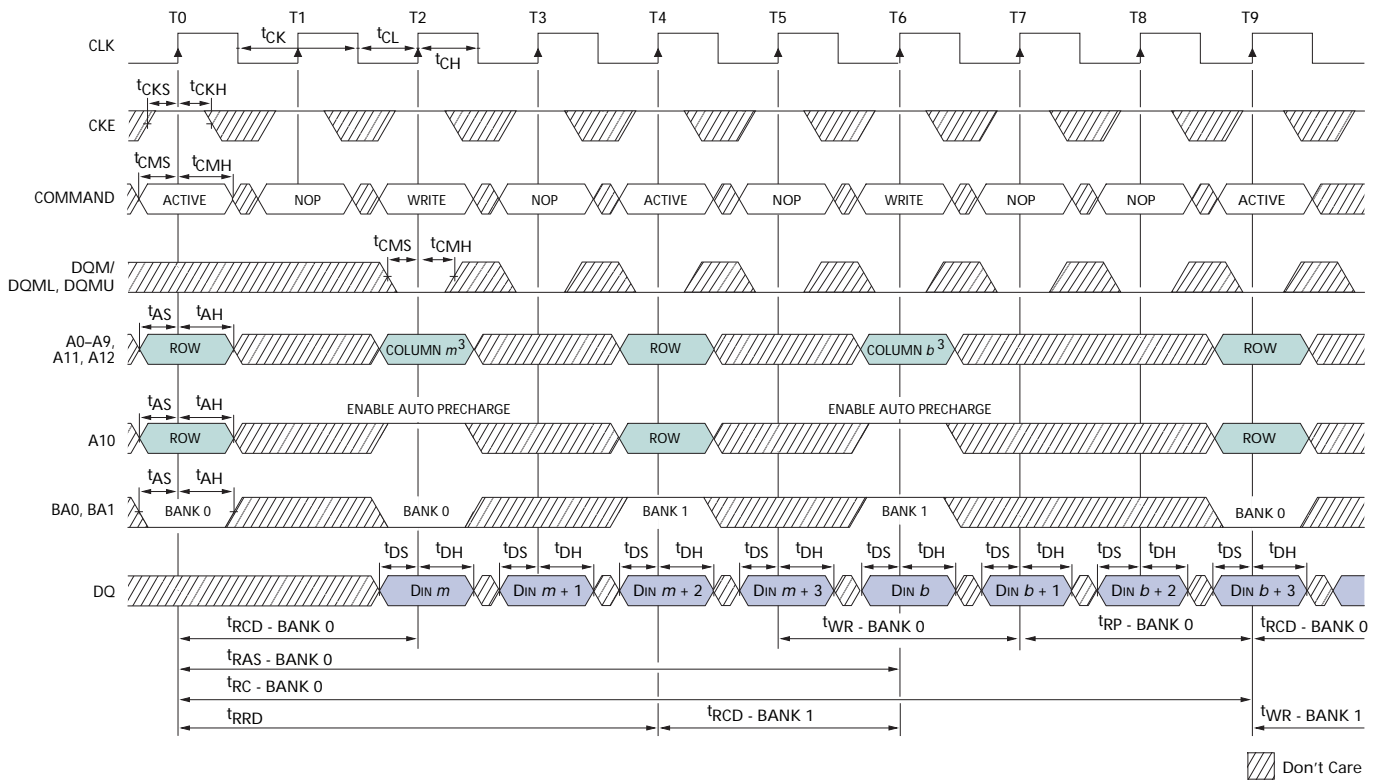 T0 T1 T2 T3 T4 T5 T6 T7 T8 T9
CLK
tCK tCL
tCH
tCKS tCKH
CKE
tCMS tCMH
COMMAND ACTIVE NOP WRITE NOP ACTIVE NOP WRITE NOP NOP ACTIVE
tCMS tCMH
DQM/
DQML, DQMU
tAS tAH
A0–A9,
A11, A12
ROW COLUMN m3 ROW COLUMN b3 ROW
tAS tAH
ENABLE AUTO PRECHARGE ENABLE AUTO PRECHARGE
A10 ROW ROW ROW
tAS tAH
BA0, BA1 BANK 0 BANK 0 BANK 1 BANK 1 BANK 0
tDS tDH tDS tDH tDS tDH tDS tDH tDS tDH tDS tDH tDS tDH tDS tDH
DQ DIN m DIN m + 1 DIN m + 2 DIN m + 3 DIN b DIN b + 1 DIN b + 2 DIN b + 3
tRCD - BANK 0 tWR - BANK 0 tRP - BANK 0 tRCD - BANK 0
tRAS - BANK 0
tRC - BANK 0
tRRD tRCD - BANK 1 tWR - BANK 1
Don't Care